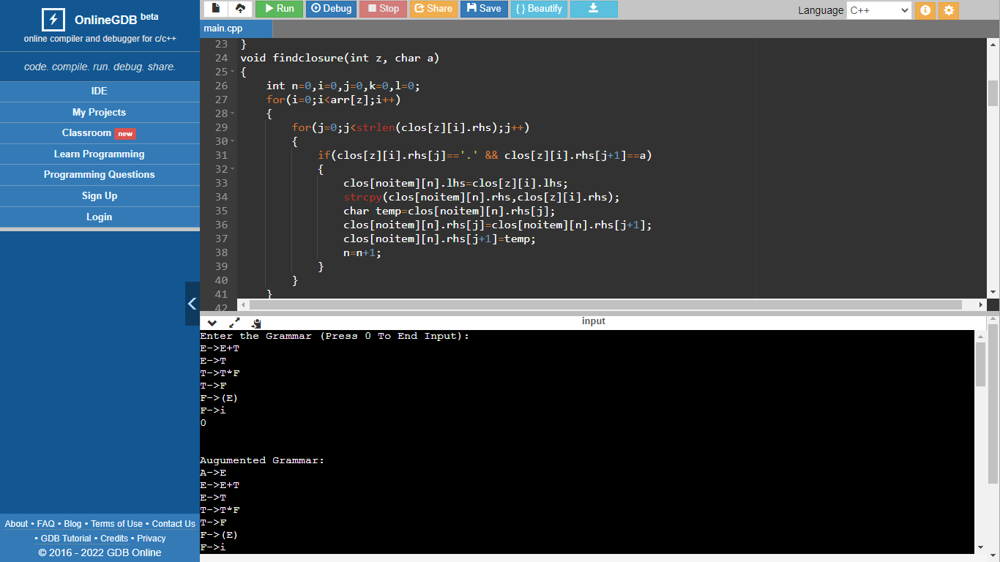 OnlineGDB beta
online compiler and debugger for c/c++
code. compile. run. debug. share.
IDE
My Projects
Classroom new
Learn Programming
Programming Questions
Sign Up
Login
About • FAQ • Blog • Terms of Use • Contact Us
• GDB Tutorial • Credits • Privacy
© 2016 - 2022 GDB Online
Run Debug Stop Share Save { } Beautify Language C++
main.cpp
23 }
24 void findclosure(int z, char a)
25 {
26 int n=0,i=0,j=0,k=0,l=0;
27 for(i=0;i<arr[z];i++)
28 {
29 for(j=0;j<strlen(clos[z][i].rhs);j++)
30 {
31 if(clos[z][i].rhs[j]=='.' && clos[z][i].rhs[j+1]==a)
32 {
33 clos[noitem][n].lhs=clos[z][i].lhs;
34 strcpy(clos[noitem][n].rhs,clos[z][i].rhs);
35 char temp=clos[noitem][n].rhs[j];
36 clos[noitem][n].rhs[j]=clos[noitem][n].rhs[j+1];
37 clos[noitem][n].rhs[j+1]=temp;
38 n=n+1;
39 }
40 }
41 }
42
input
Enter the Grammar (Press 0 To End Input):
E->E+T
E->T
T->T*F
T->F
F->(E)
F->i
0
Augumented Grammar:
A->E
E->E+T
E->T
T->T*F
T->F
F->(E)
F->i